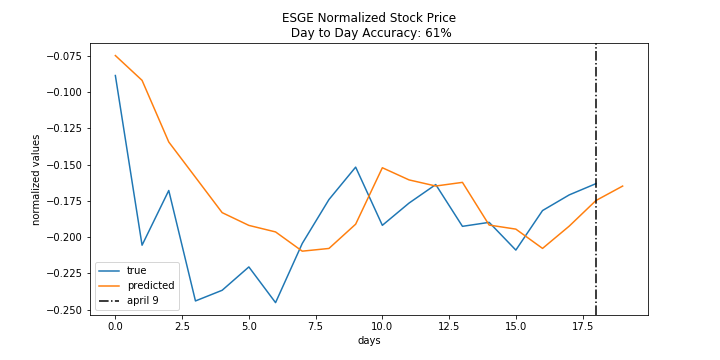 ESGE Normalized Stock Price
Day to Day Accuracy: 61%
normalized values
−0.075
−0.100
−0.125
−0.150
−0.175
−0.200
−0.225
−0.250
true
predicted
april 9
0.0 2.5 5.0 7.5 10.0 12.5 15.0 17.5
days